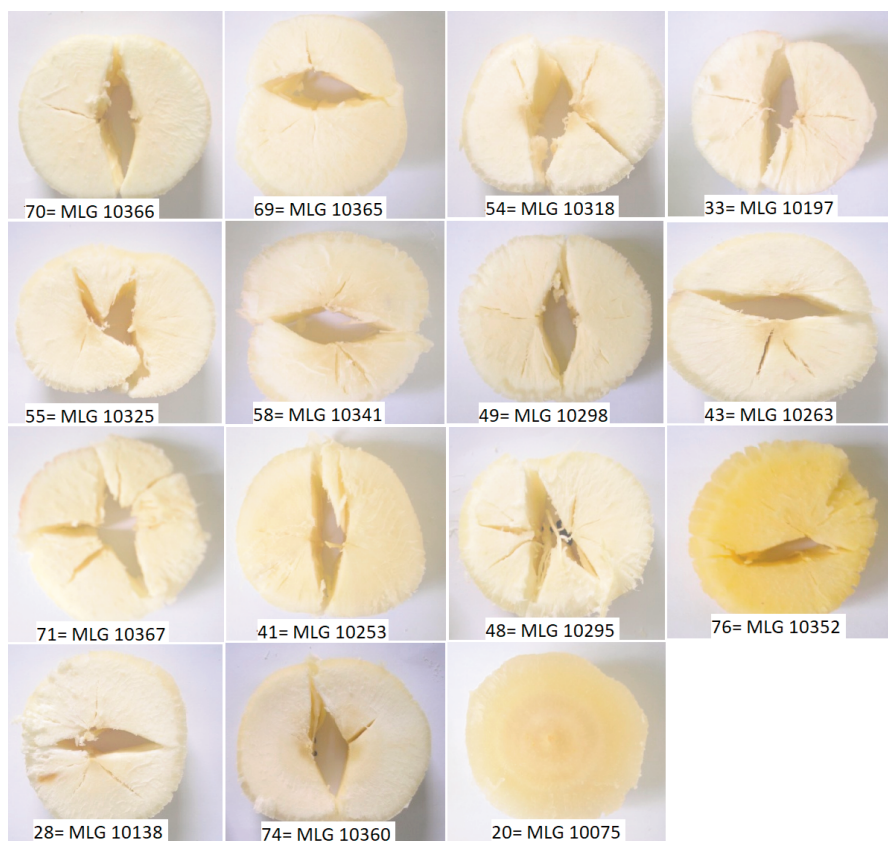 70= MLG 10366
69= MLG 10365
54= MLG 10318
33= MLG 10197
55= MLG 10325
58= MLG 10341
49= MLG 10298
43= MLG 10263
71= MLG 10367
41= MLG 10253
48= MLG 10295
76= MLG 10352
28= MLG 10138
74= MLG 10360
20= MLG 10075